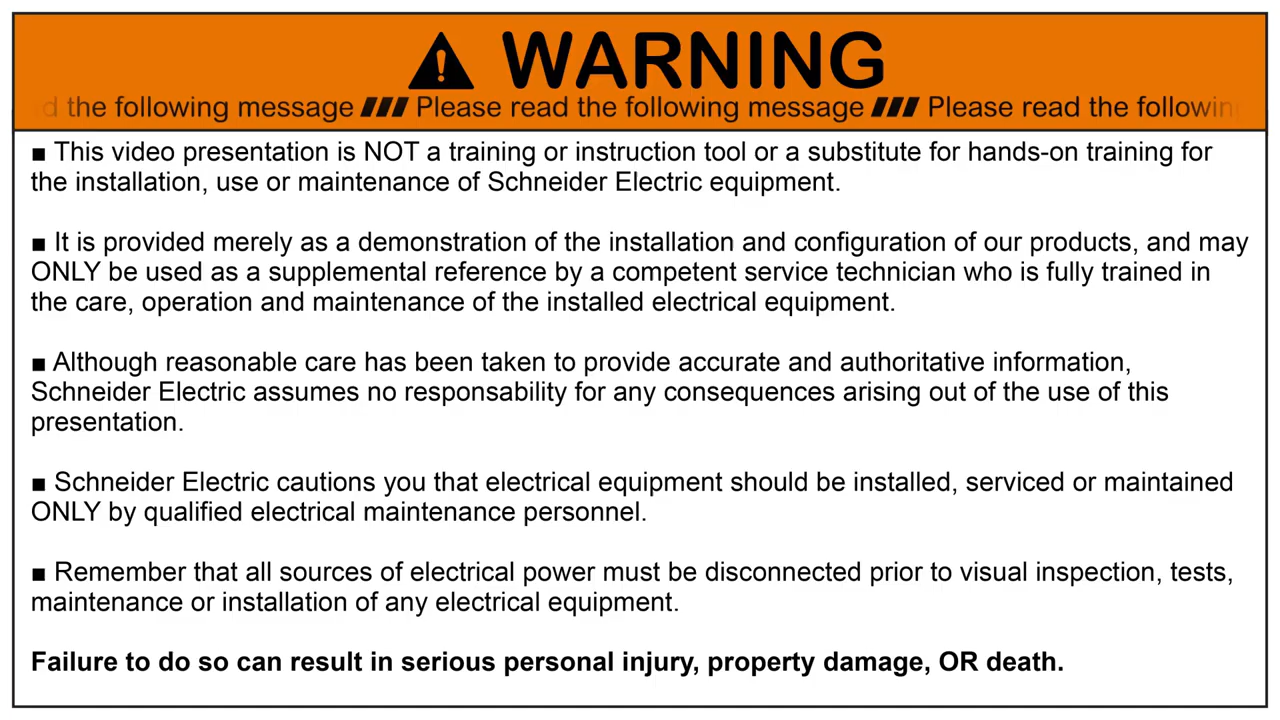 WARNING
d the following message /// Please read the following message /// Please read the followin
■ This video presentation is NOT a training or instruction tool or a substitute for hands-on training for
the installation, use or maintenance of Schneider Electric equipment.
■ It is provided merely as a demonstration of the installation and configuration of our products, and may
ONLY be used as a supplemental reference by a competent service technician who is fully trained in
the care, operation and maintenance of the installed electrical equipment.
■ Although reasonable care has been taken to provide accurate and authoritative information,
Schneider Electric assumes no responsibility for any consequences arising out of the use of this
presentation.
■ Schneider Electric cautions you that electrical equipment should be installed, serviced or maintained
ONLY by qualified electrical maintenance personnel.
■ Remember that all sources of electrical power must be disconnected prior to visual inspection, tests,
maintenance or installation of any electrical equipment.
Failure to do so can result in serious personal injury, property damage, OR death.